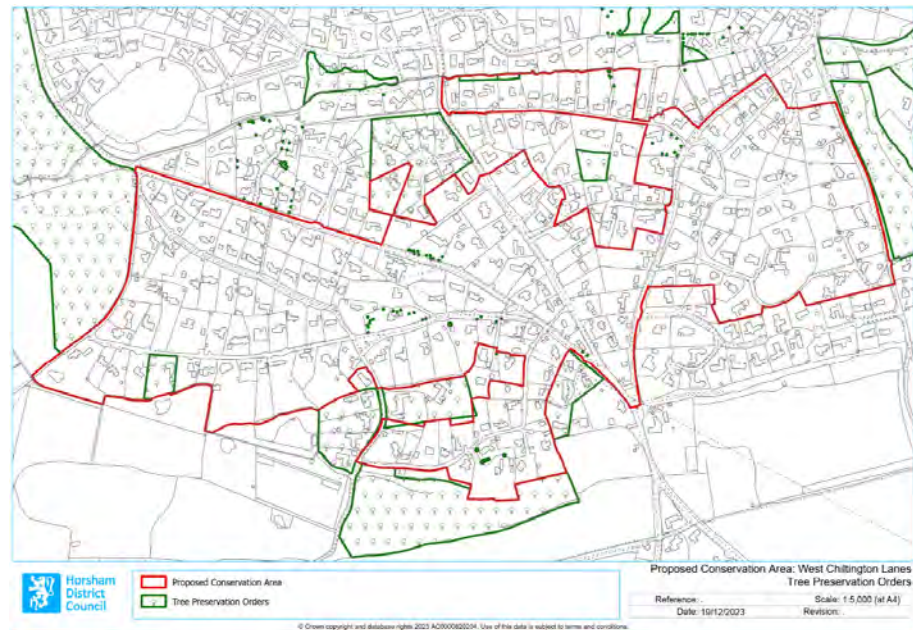 Horsham
District
Council
Proposed Conservation Area
Tree Preservation Orders
Proposed Conservation Area: West Chiltington Lanes
Tree Preservation Orders
Reference: .
Scale: 1:5,000 (at A4)
Date: 19/12/2023
Revision: .
© Crown copyright and database rights 2023 AC0000820234. Use of this data is subject to terms and conditions.